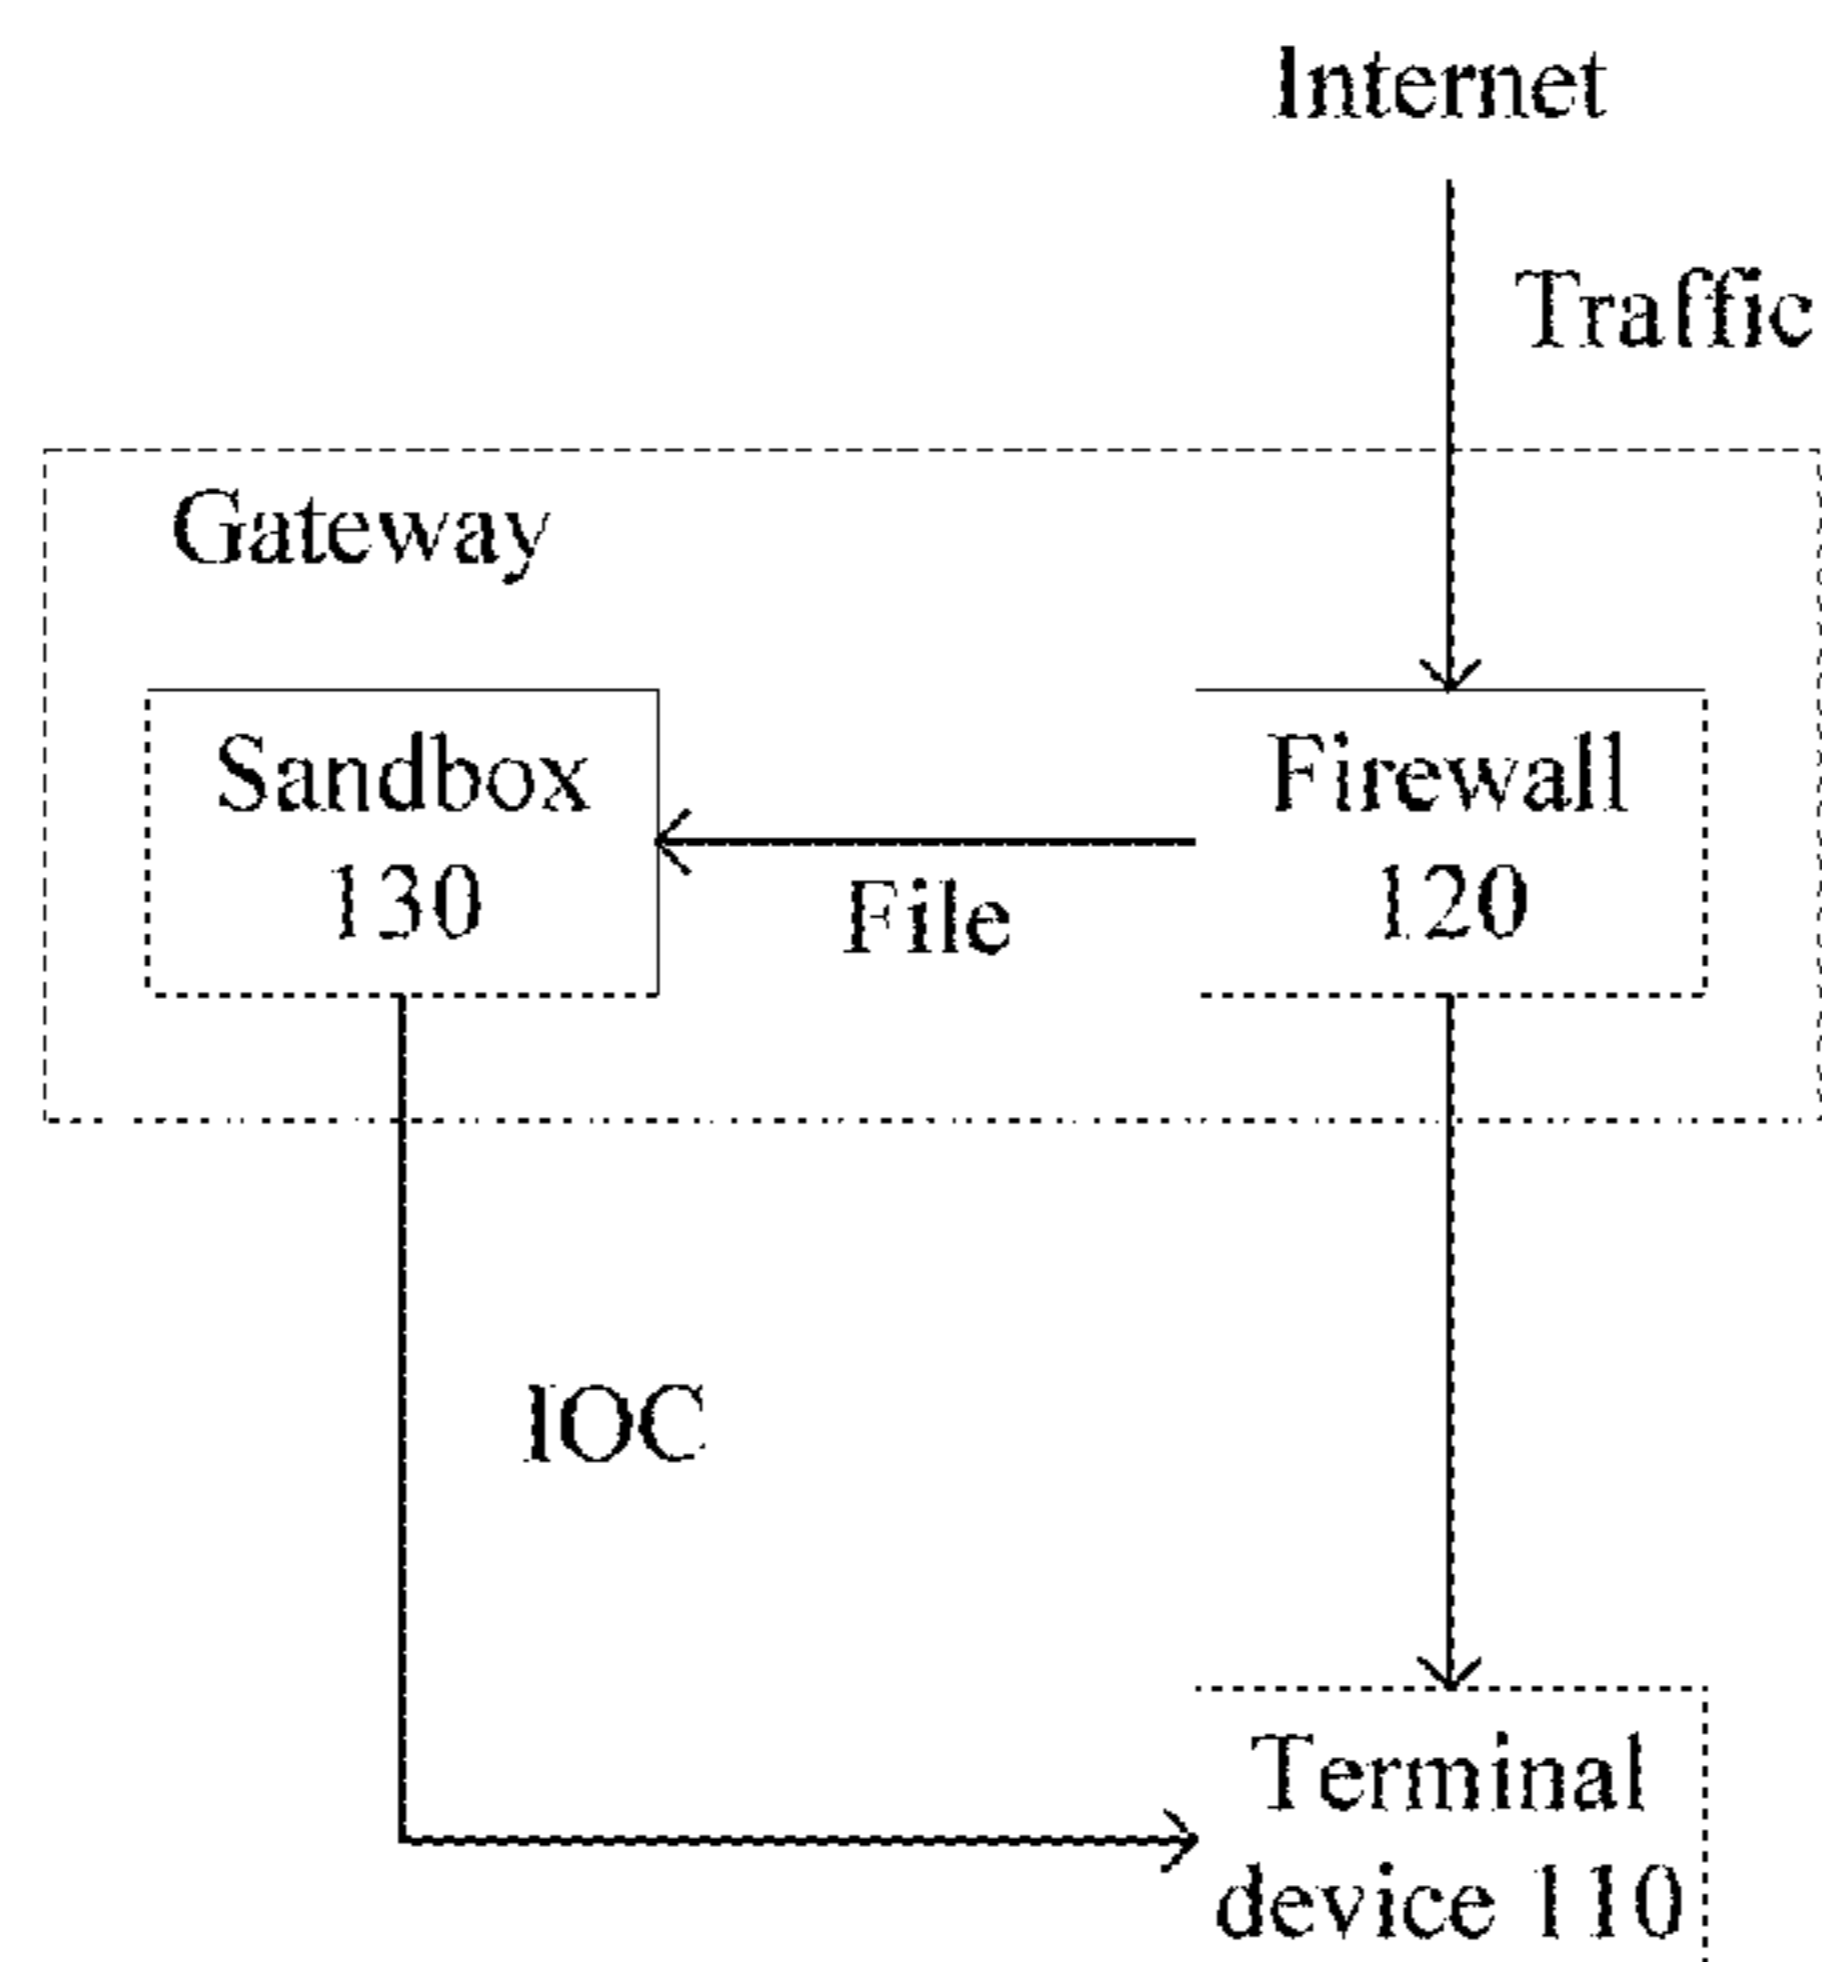 Internet
Traffic
Gateway
Sandbox
130
File
Firewall
120
IOC
Terminal
device 110